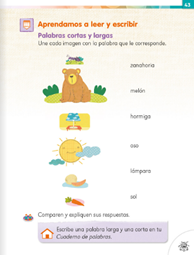 43
Aprendamos a leer y escribir
Palabras cortas y largas
Une cada imagen con la palabra que le corresponde.
zanahoria
melón
hormiga
oso
lámpara
sol
Comparen y expliquen sus respuestas.
Escribe una palabra larga y una corta en tu
Cuaderno de palabras.